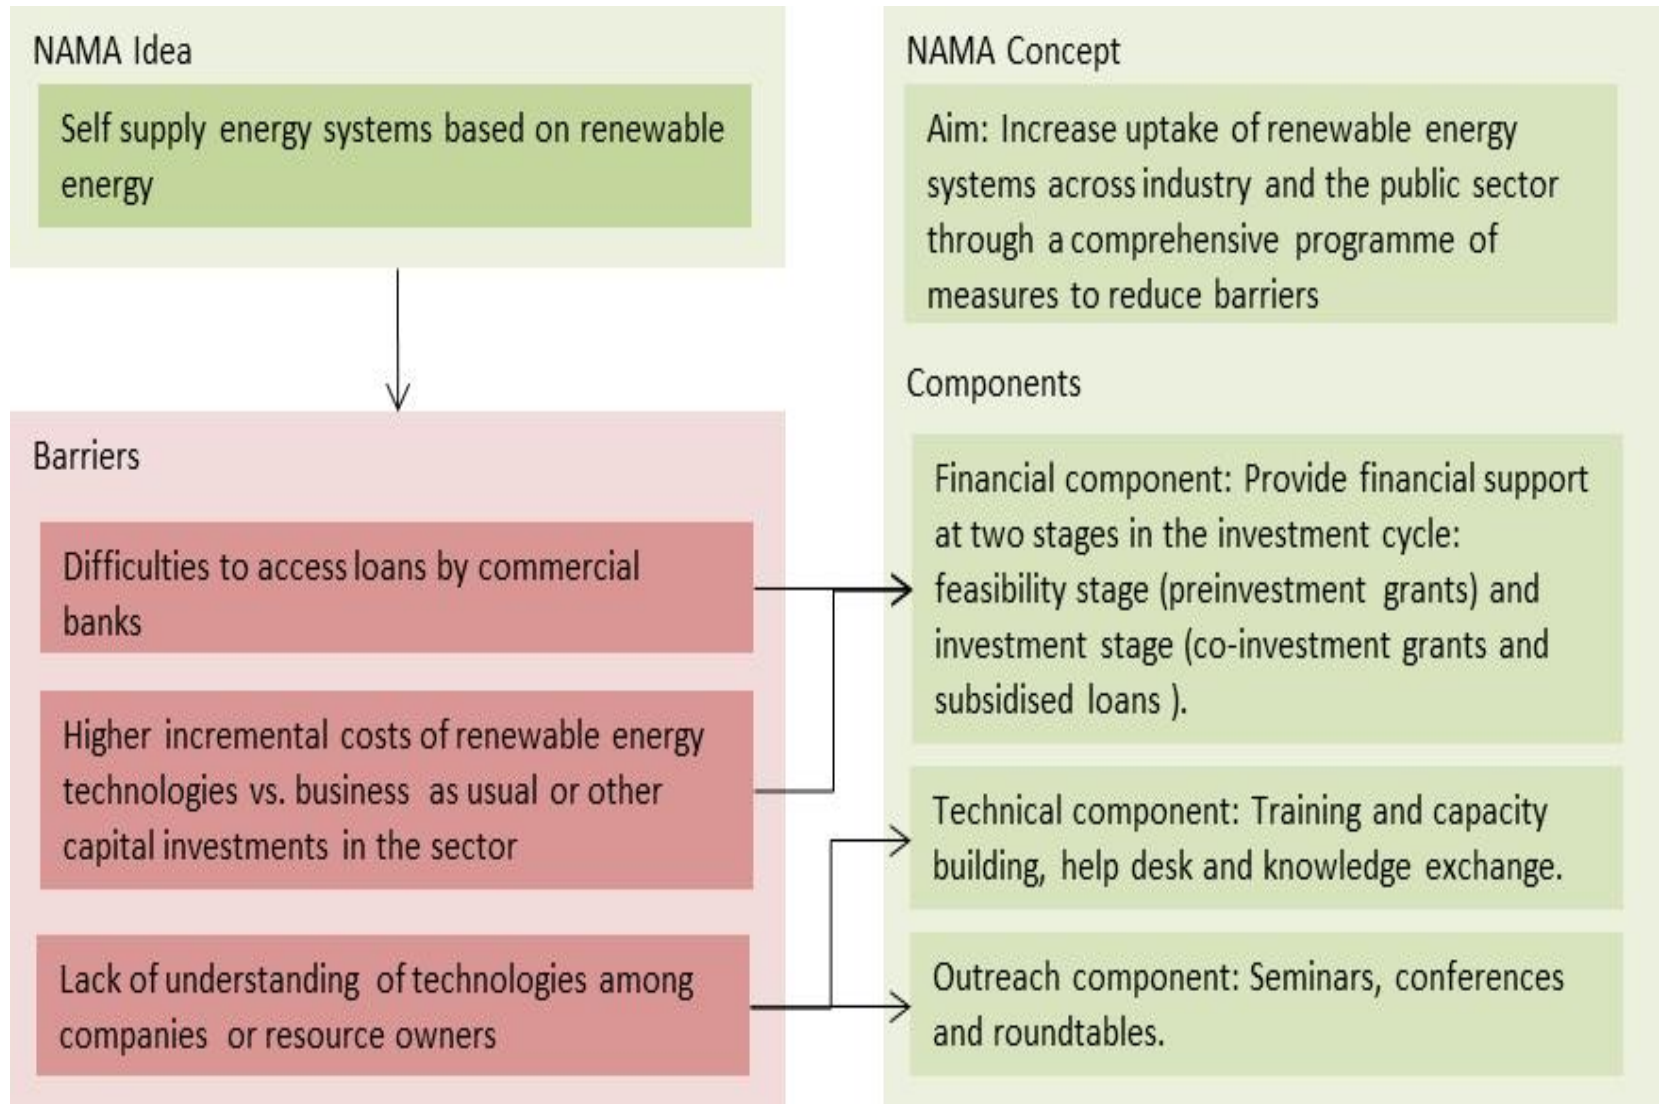 NAMA Idea
Self supply energy systems based on renewable
energy
Barriers
Difficulties to access loans by commercial
banks
Higher incremental costs of renewable energy
technologies vs. business as usual or other
capital investments in the sector
Lack of understanding of technologies among
companies or resource owners
NAMA Concept
Aim: Increase uptake of renewable energy
systems across industry and the public sector
through a comprehensive programme of
measures to reduce barriers
Components
Financial component: Provide financial support
at two stages in the investment cycle:
feasibility stage (preinvestment grants) and
investment stage (co-investment grants and
subsidised loans ).
Technical component: Training and capacity
building, help desk and knowledge exchange.
Outreach component: Seminars, conferences
and roundtables.